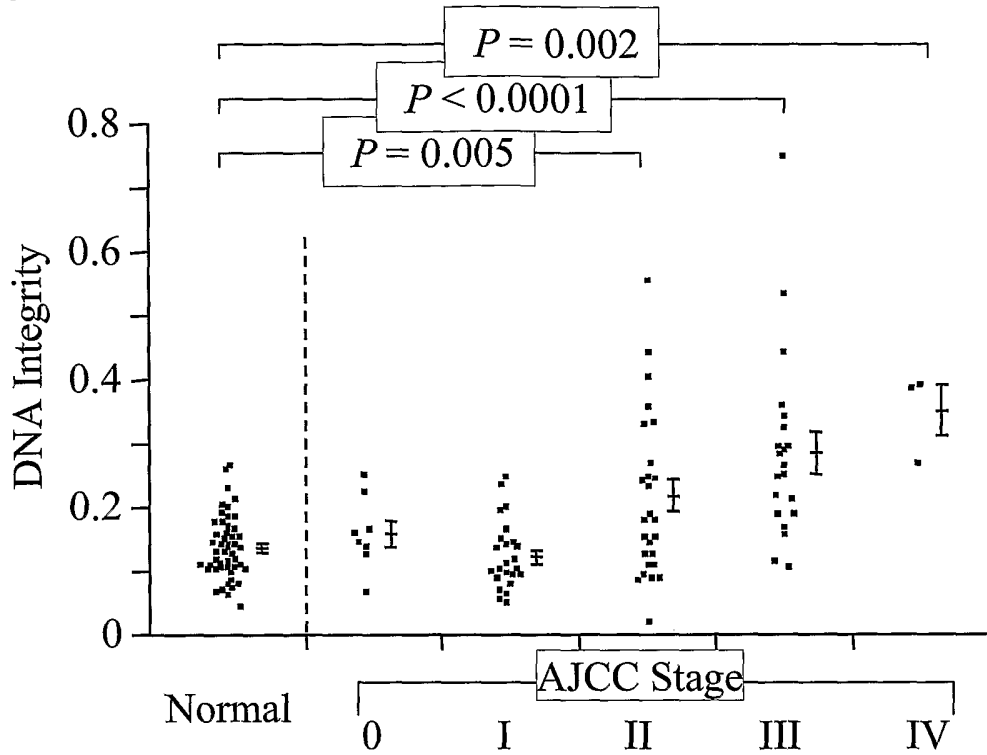 P = 0.002
P < 0.0001
P = 0.005
0.8
0.6
0.4
0.2
0
DNA Integrity
Normal
AJCC Stage
0 I II III IV